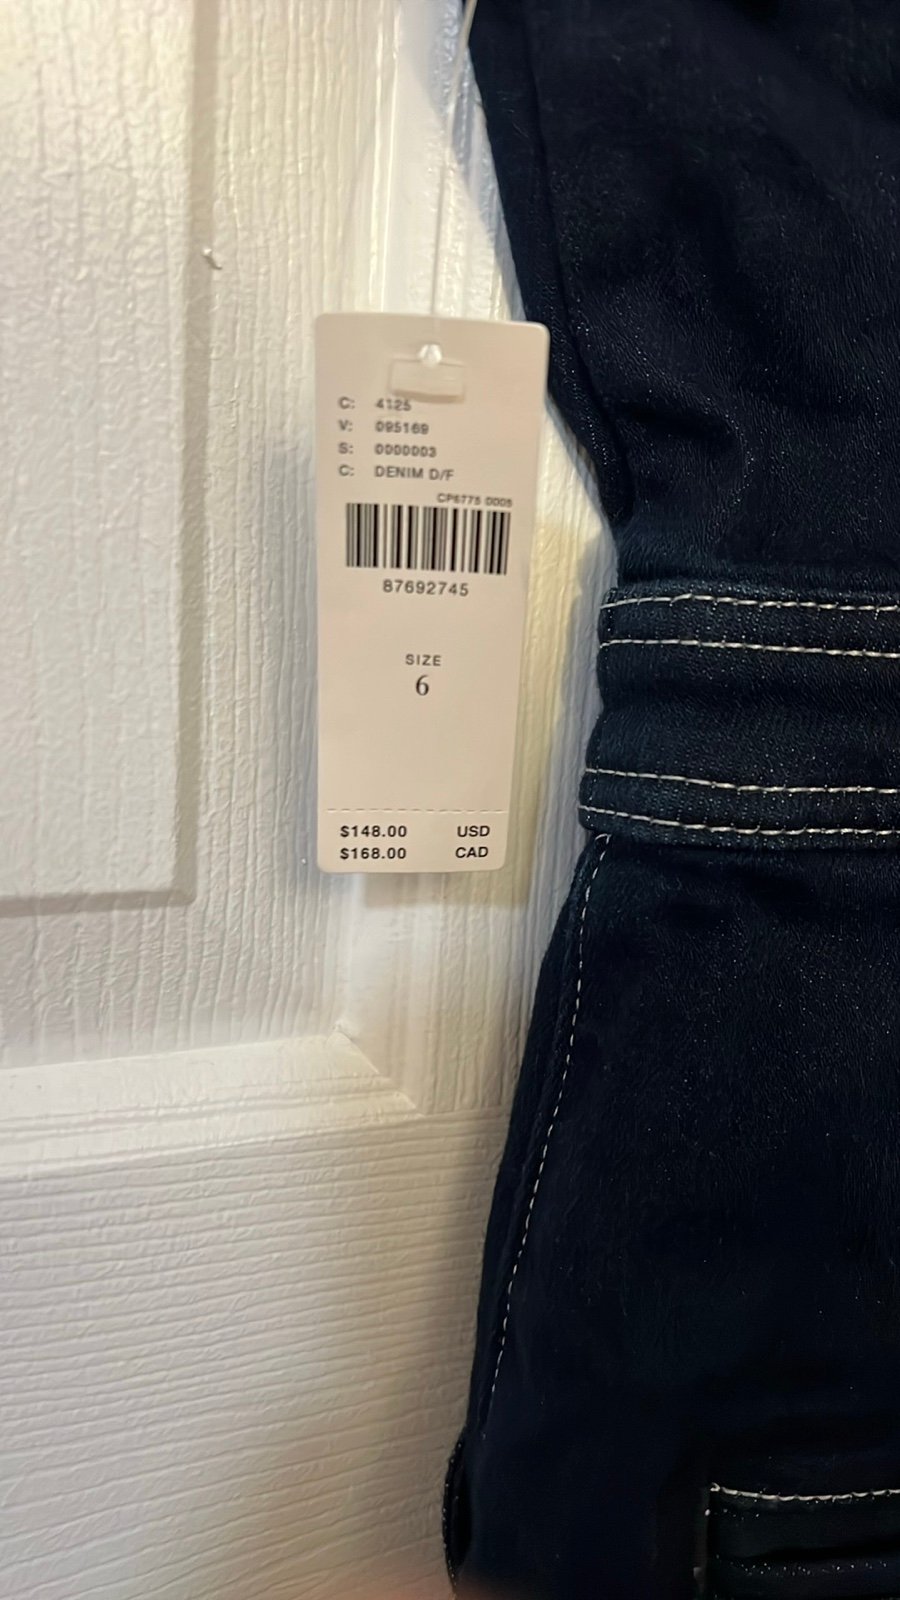 C: 4125
V: 095169
S: 0000003
C: DENIM D/F
CP6775 0005
87692745
SIZE
6
$148.00 USD
$168.00 CAD